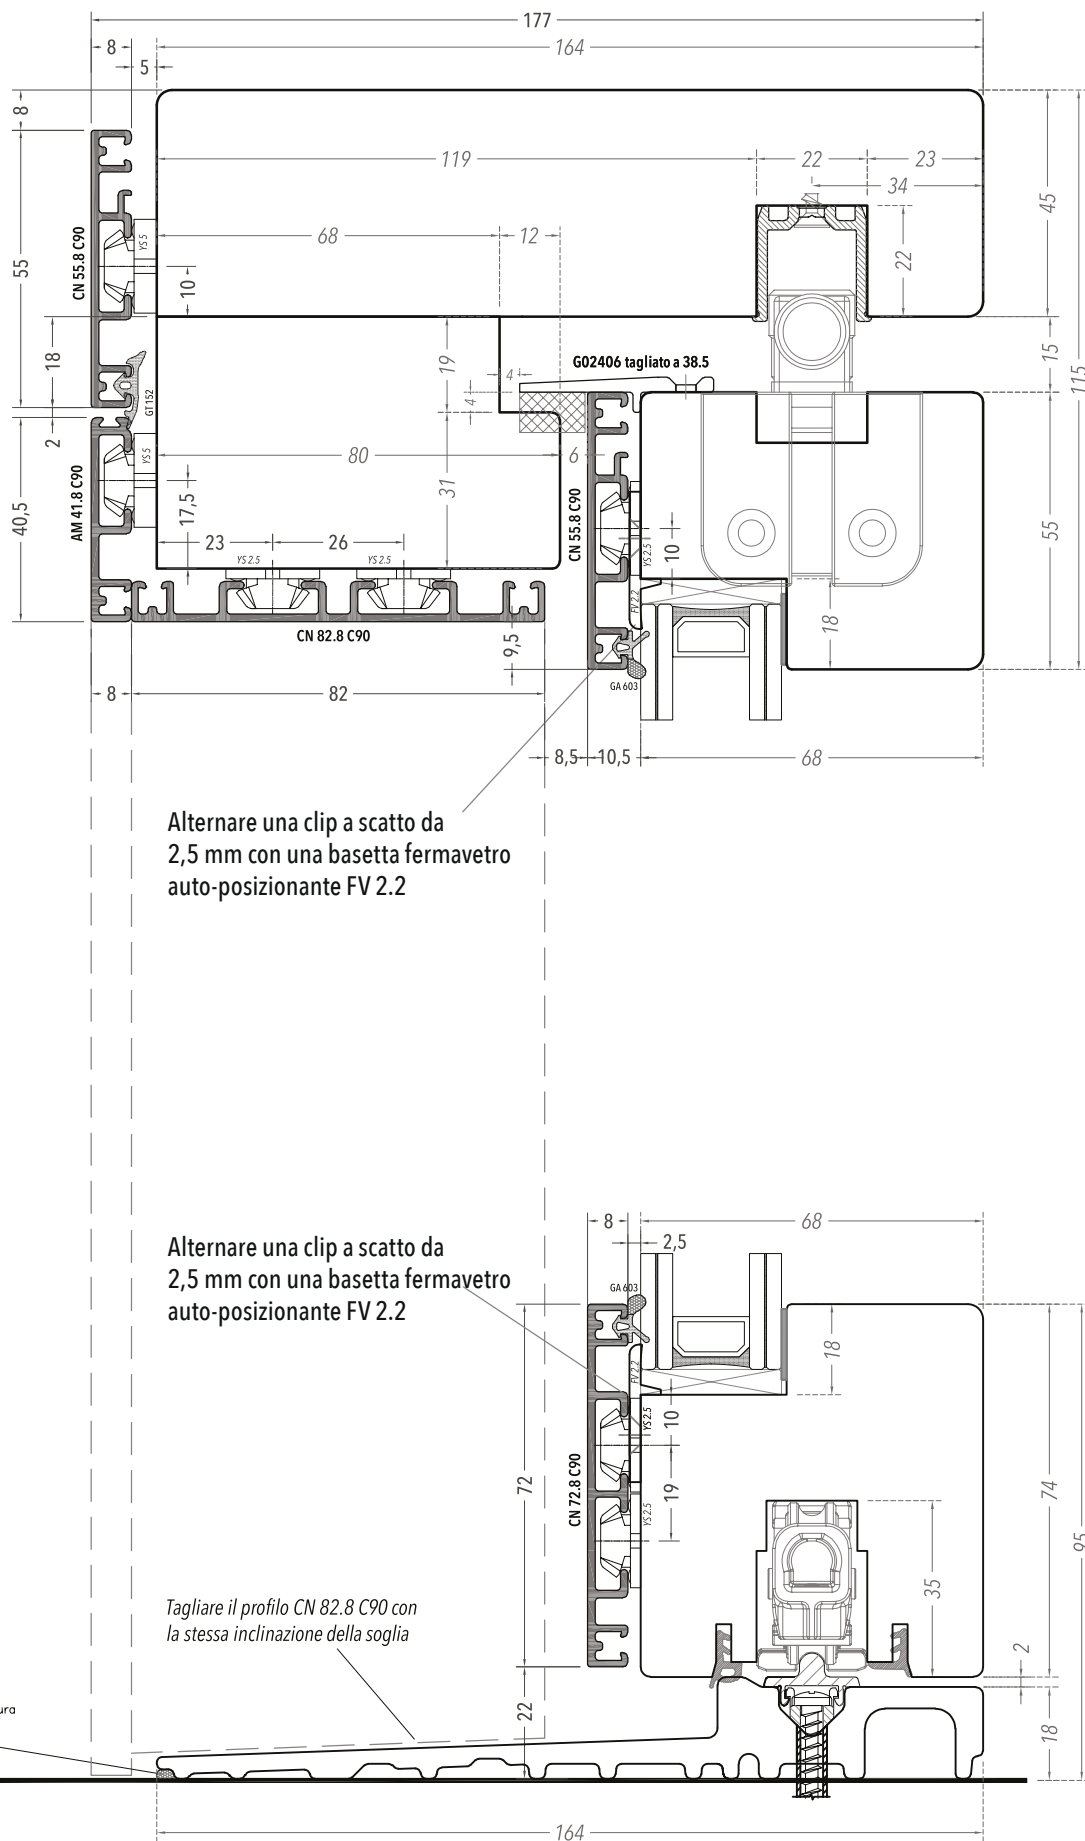 177
8
164
5
8
119
22
23
34
45
CN 55.8 C90
YS 5
68
12
22
55
10
18
19
15
115
G02406 tagliato a 38.5
4
4
GT152
2
YS 5
80
6
AM 41.8 C90
40,5
17,5
31
CN 55.8 C90
10
55
23
26
YS 2.5
YS 2.5
YS 2.5
FV 2.2
18
CN 82.8 C90
9,5
GA 603
8
82
8,5
10,5
68
Alternare una clip a scatto da
2,5 mm con una basetta fermavetro
auto-posizionante FV 2.2
8
68
2,5
Alternare una clip a scatto da
2,5 mm con una basetta fermavetro
auto-posizionante FV 2.2
GA 603
18
FV 2.2
10
YS 2.5
72
CN 72.8 C90
19
YS 2.5
74
95
35
Tagliare il profilo CN 82.8 C90 con
la stessa inclinazione della soglia
2
22
ura
18
164